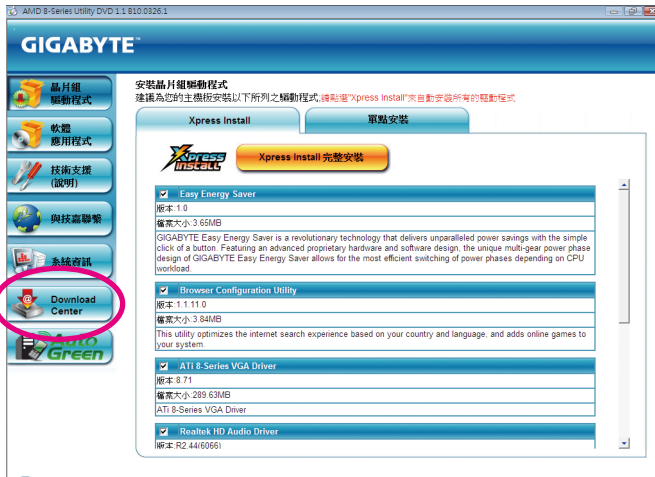 AMD 8-Series Utility DVD 1.1 B10.0326.1
GIGABYTE™
晶片組
驅動程式
軟體
應用程式
技術支援
(說明)
與技嘉聯繫
系統資訊
Download
Center
Auto
Green
安裝晶片組驅動程式
建議為您的主機板安裝以下所列之驅動程式,請點選"Xpress Install"來自動安裝所有的驅動程式
Xpress Install
單點安裝
Xpress
INSTALL
Xpress Install 完整安裝
Easy Energy Saver
版本:1.0
檔案大小:3.65MB
GIGABYTE Easy Energy Saver is a revolutionary technology that delivers unparalleled power savings with the simple
click of a button. Featuring an advanced proprietary hardware and software design, the unique multi-gear power phase
design of GIGABYTE Easy Energy Saver allows for the most efficient switching of power phases depending on CPU
workload.
Browser Configuration Utility
版本:1.1.11.0
檔案大小:3.84MB
This utility optimizes the internet search experience based on your country and language, and adds online games to
your system.
ATi 8-Series VGA Driver
版本:8.71
檔案大小:289.63MB
ATi 8-Series VGA Driver
Realtek HD Audio Driver
版本:R2.44(6066)